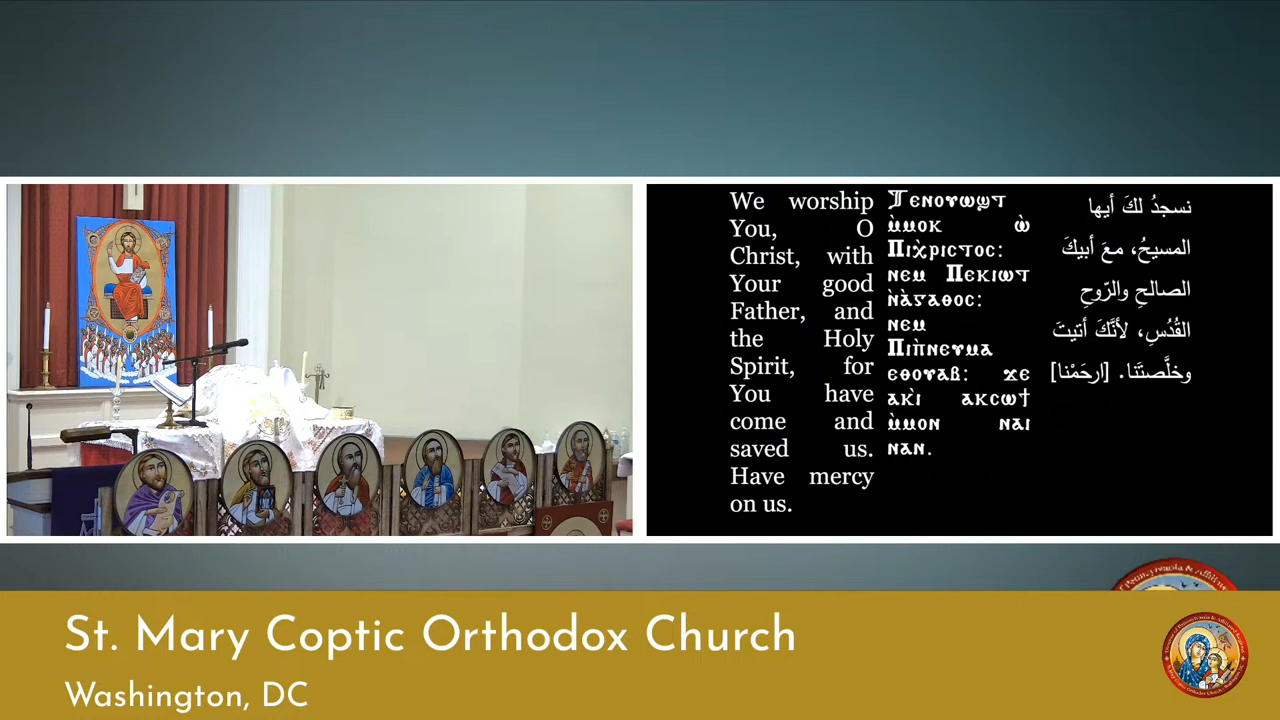 We worship
You, O
Christ, with
Your good
Father, and
the Holy
Spirit, for
You have
come and
saved us.
Have mercy
on us.
Ⲧⲉⲛⲟⲩⲱϣⲧ
ⲙ̀ⲙⲟⲕ ⲱ̀
Ⲡⲓⲭ̀ⲣⲓⲥⲧⲟⲥ:
ⲛⲉⲙ Ⲡⲉⲕⲓⲱⲧ
ⲛ̀ⲁ̀ⲅⲁⲑⲟⲥ:
ⲛⲉⲙ
Ⲡⲓⲡ̀ⲛⲉⲩⲙⲁ
ⲉⲑⲟⲩⲁⲃ: ϫⲉ
ⲁⲕⲓ̀ ⲁⲕⲥⲱϯ
ⲙ̀ⲙⲟⲛ ⲛⲁⲓ
ⲛⲁⲛ.
نسجدُ لكَ أيها
المسيحُ، معَ أبيكَ
الصالحِ والرّوحِ
القُدُسِ، لأنَّكَ أتيتَ
وخلَّصتَنا. [ارحَمْنا]
St. Mary Coptic Orthodox Church
Washington, DC